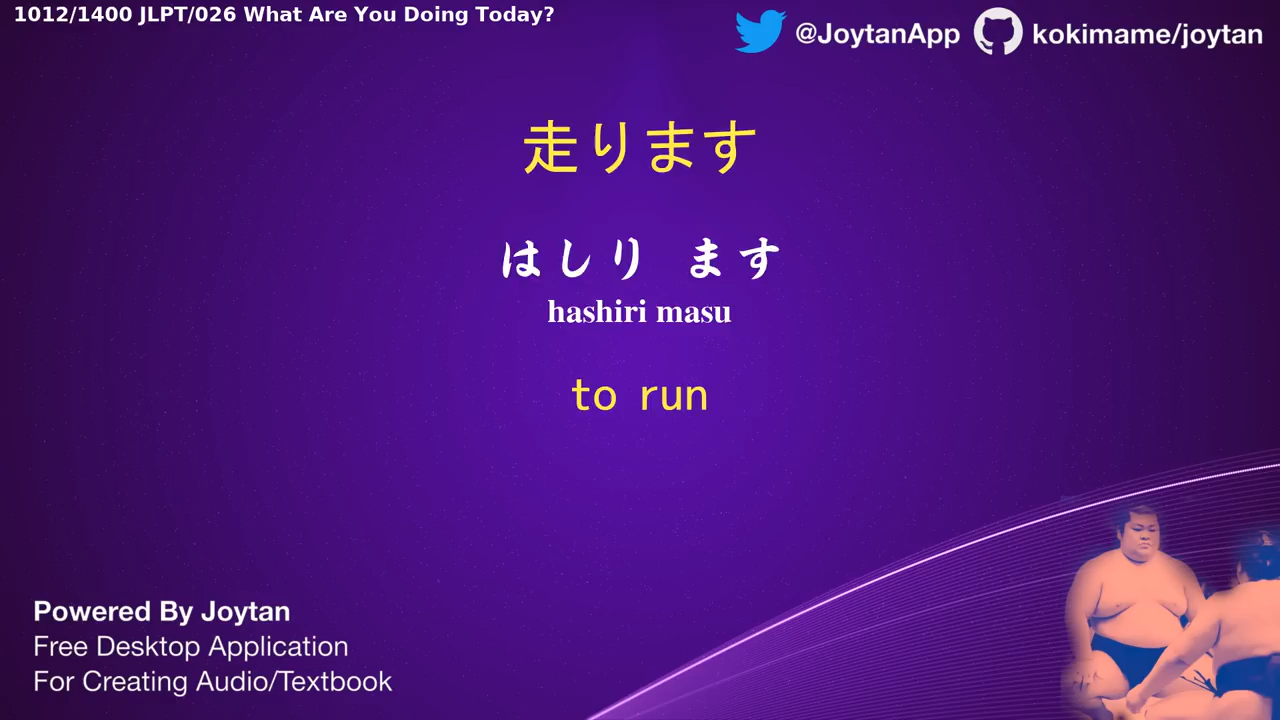 1012/1400 JLPT/026 What Are You Doing Today?
@JoytanApp kokimame/joytan
走ります
はしり ます
hashiri masu
to run
Powered By Joytan
Free Desktop Application
For Creating Audio/Textbook